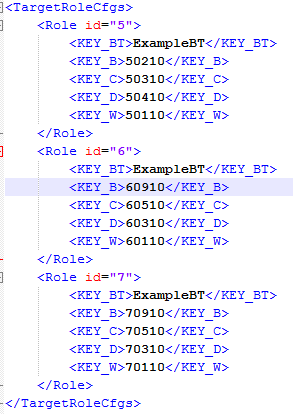 <TargetRoleCfgs>
<Role id="5">
<KEY_BT>ExampleBT</KEY_BT>
<KEY_B>50210</KEY_B>
<KEY_C>50310</KEY_C>
<KEY_D>50410</KEY_D>
<KEY_W>50110</KEY_W>
</Role>
<Role id="6">
<KEY_BT>ExampleBT</KEY_BT>
<KEY_B>60910</KEY_B>
<KEY_C>60510</KEY_C>
<KEY_D>60310</KEY_D>
<KEY_W>60110</KEY_W>
</Role>
<Role id="7">
<KEY_BT>ExampleBT</KEY_BT>
<KEY_B>70910</KEY_B>
<KEY_C>70510</KEY_C>
<KEY_D>70310</KEY_D>
<KEY_W>70110</KEY_W>
</Role>
</TargetRoleCfgs>